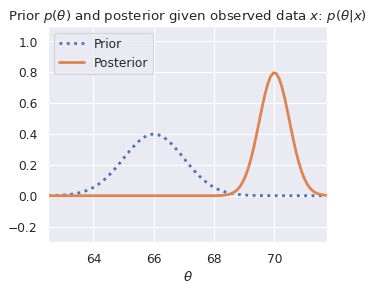 Prior p(θ) and posterior given observed data x: p(θ|x)
Prior
Posterior
1.0
0.8
0.6
0.4
0.2
0.0
−0.2
64 66 68 70
θ